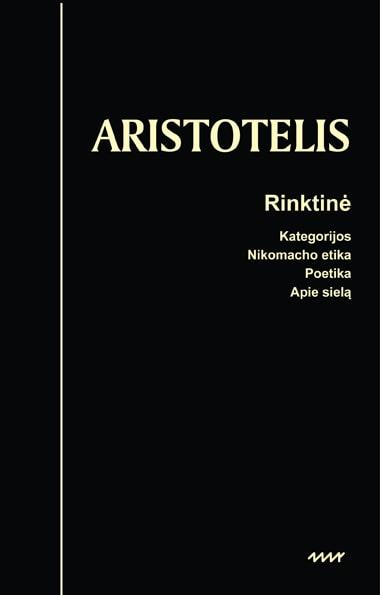 ARISTOTELIS
Rinktinė
Kategorijos
Nikomacho etika
Poetika
Apie sielą